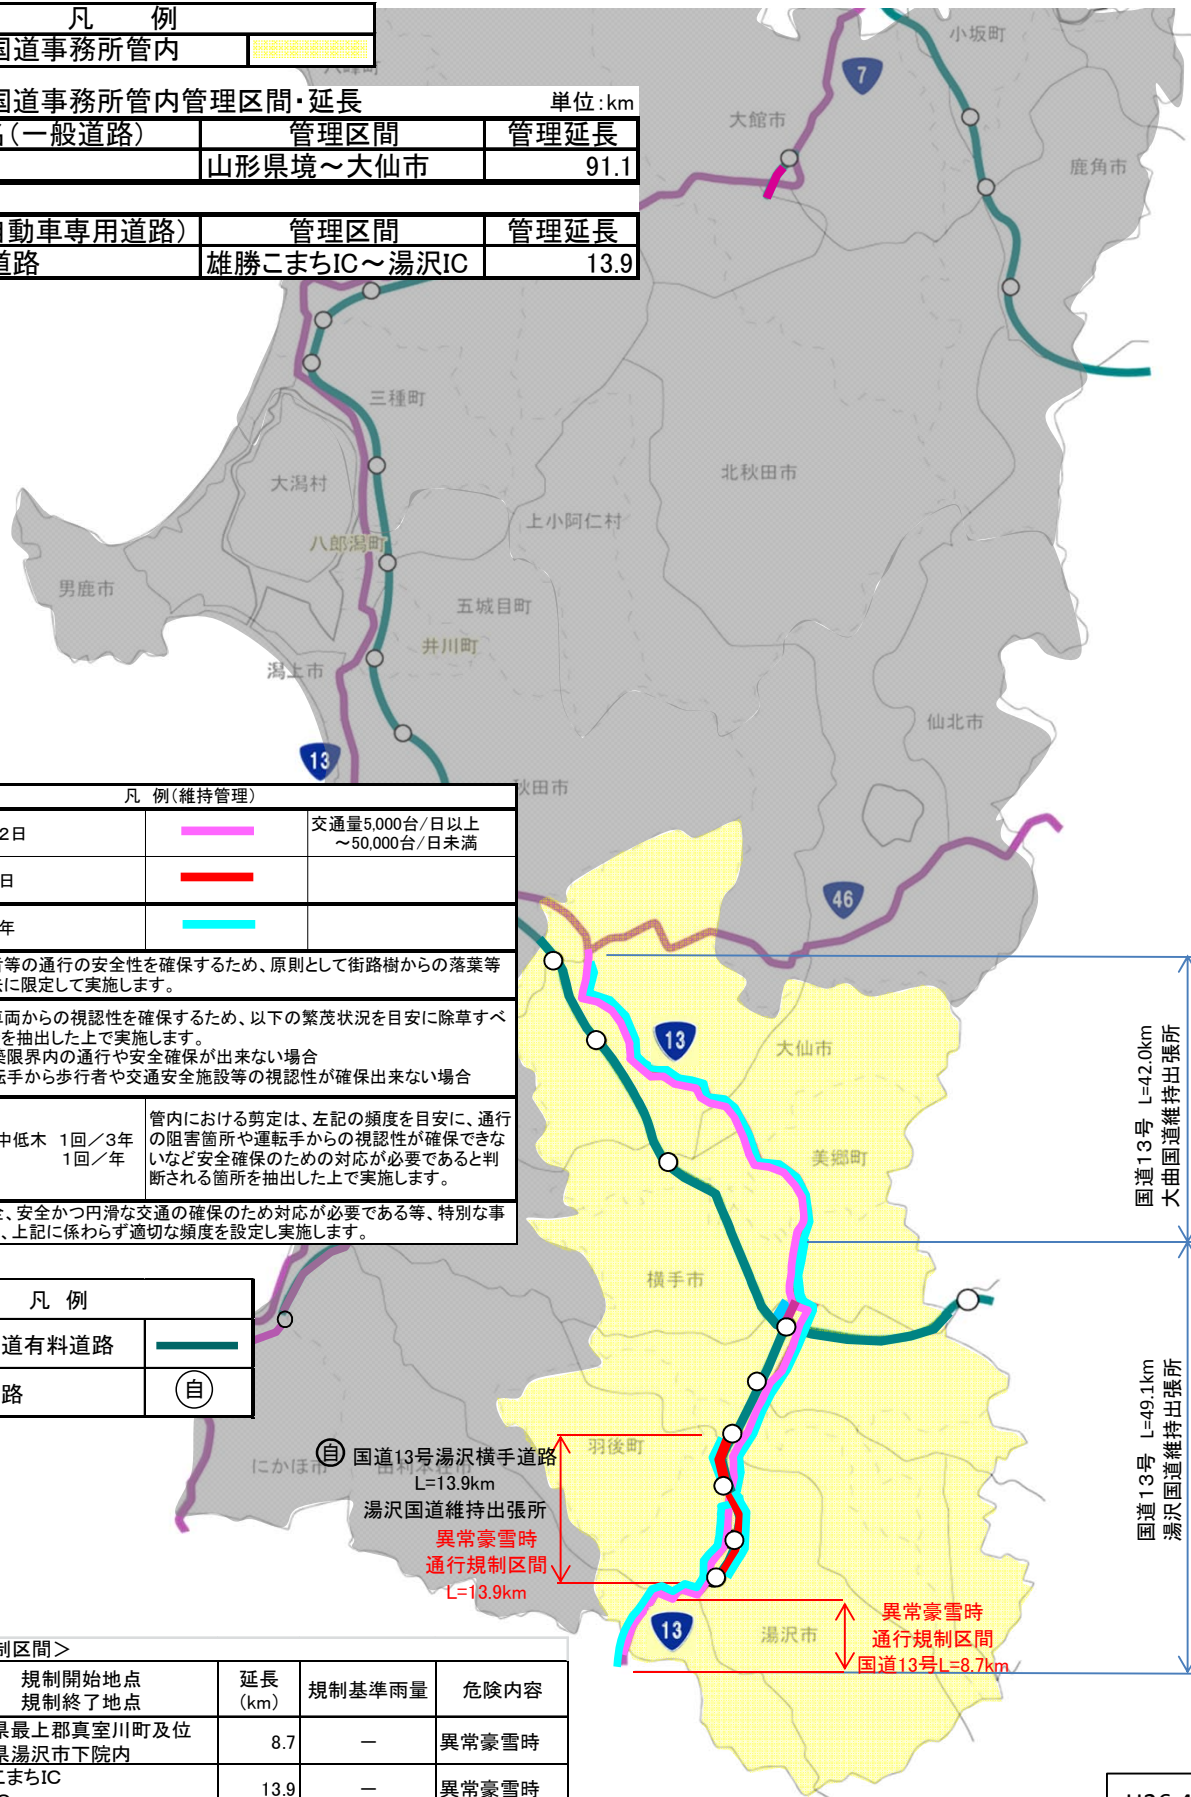 凡　例
国道事務所管内
八峰町
小坂町
7
国道事務所管内管理区間・延長
単位:km
大館市
(一般道路)
管理区間
管理延長
鹿角市
山形県境～大仙市
91.1
自動車専用道路)
管理区間
管理延長
道路
雄勝こまちIC～湯沢IC
13.9
三種町
北秋田市
大潟村
上小阿仁村
八郎潟町
男鹿市
五城目町
井川町
潟上市
仙北市
13
秋田市
凡 例(維持管理)
2日
交通量5,000台/日以上
～50,000台/日未満
日
46
年
等の通行の安全性を確保するため、原則として街路樹からの落葉等
に限定して実施します。
車両からの視認性を確保するため、以下の繁茂状況を目安に除草すべ
を抽出した上で実施します。
限界内の通行や安全確保が出来ない場合
転手から歩行者や交通安全施設等の視認性が確保出来ない場合
13
大仙市
国道13号 L=42.0km
大曲国道維持出張所
中低木 1回／3年
1回／年
管内における剪定は、左記の頻度を目安に、通行
の阻害箇所や運転手からの視認性が確保できな
いなど安全確保のための対応が必要であると判
断される箇所を抽出した上で実施します。
美郷町
、安全かつ円滑な交通の確保のため対応が必要である等、特別な事
、上記に係わらず適切な頻度を設定し実施します。
横手市
凡 例
道有料道路
路
自
国道13号 L=49.1km
湯沢国道維持出張所
羽後町
にかほ市
由利本荘市
自 国道13号湯沢横手道路
L=13.9km
湯沢国道維持出張所
異常豪雪時
通行規制区間
L=13.9km
13
湯沢市
異常豪雪時
通行規制区間
国道13号L=8.7km
制区間＞
規制開始地点
規制終了地点
延長
(km)
規制基準雨量
危険内容
県最上郡真室川町及位
県湯沢市下院内
8.7
－
異常豪雪時
こまちIC
13.9
－
異常豪雪時